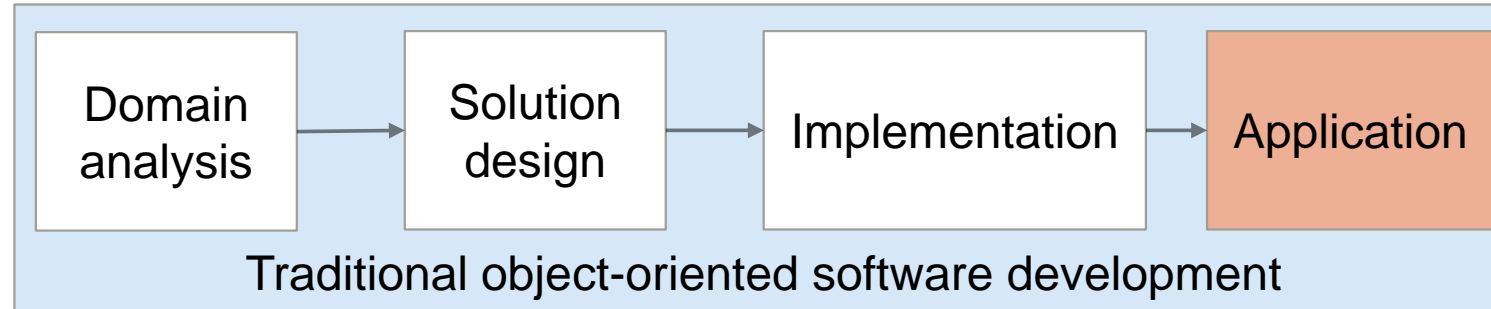 Domain
analysis
Solution
design
Implementation
Application
Traditional object-oriented software development